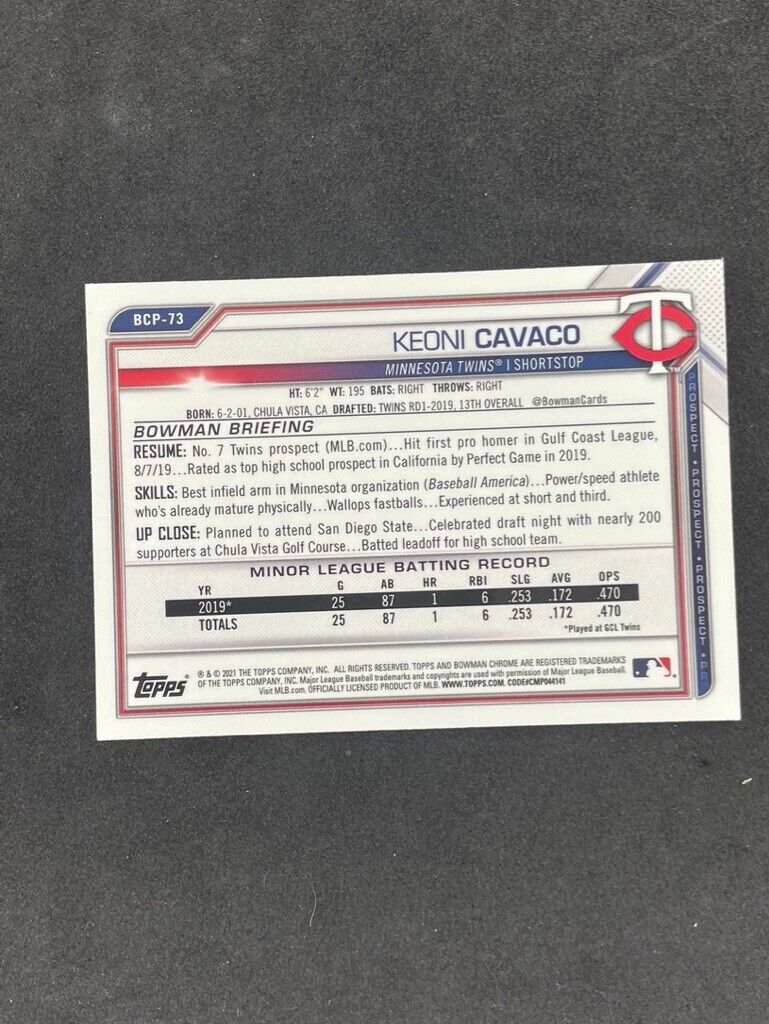 BCP-73
KEONI CAVACO
TC
TM
MINNESOTA TWINS® | SHORTSTOP
HT: 6'2" WT: 195 BATS: RIGHT THROWS: RIGHT
BORN: 6-2-01, CHULA VISTA, CA DRAFTED: TWINS RD1-2019, 13TH OVERALL @BowmanCards
BOWMAN BRIEFING
RESUME: No. 7 Twins prospect (MLB.com)...Hit first pro homer in Gulf Coast League,
8/7/19...Rated as top high school prospect in California by Perfect Game in 2019.
SKILLS: Best infield arm in Minnesota organization (Baseball America)...Power/speed athlete
who's already mature physically...Wallops fastballs...Experienced at short and third.
UP CLOSE: Planned to attend San Diego State...Celebrated draft night with nearly 200
supporters at Chula Vista Golf Course...Batted leadoff for high school team.
MINOR LEAGUE BATTING RECORD
YR G AB HR RBI SLG AVG OPS
2019* 25 87 1 6 .253 .172 .470
TOTALS 25 87 1 6 .253 .172 .470
*Played at GCL Twins
PROSPECT • PROSPECT • PROSPECT • PR
Topps
® & © 2021 THE TOPPS COMPANY, INC. ALL RIGHTS RESERVED. TOPPS AND BOWMAN CHROME ARE REGISTERED TRADEMARKS
OF THE TOPPS COMPANY, INC. Major League Baseball trademarks and copyrights are used with permission of Major League Baseball.
Visit MLB.com. OFFICIALLY LICENSED PRODUCT OF MLB. WWW.TOPPS.COM. CODE#CMP044141